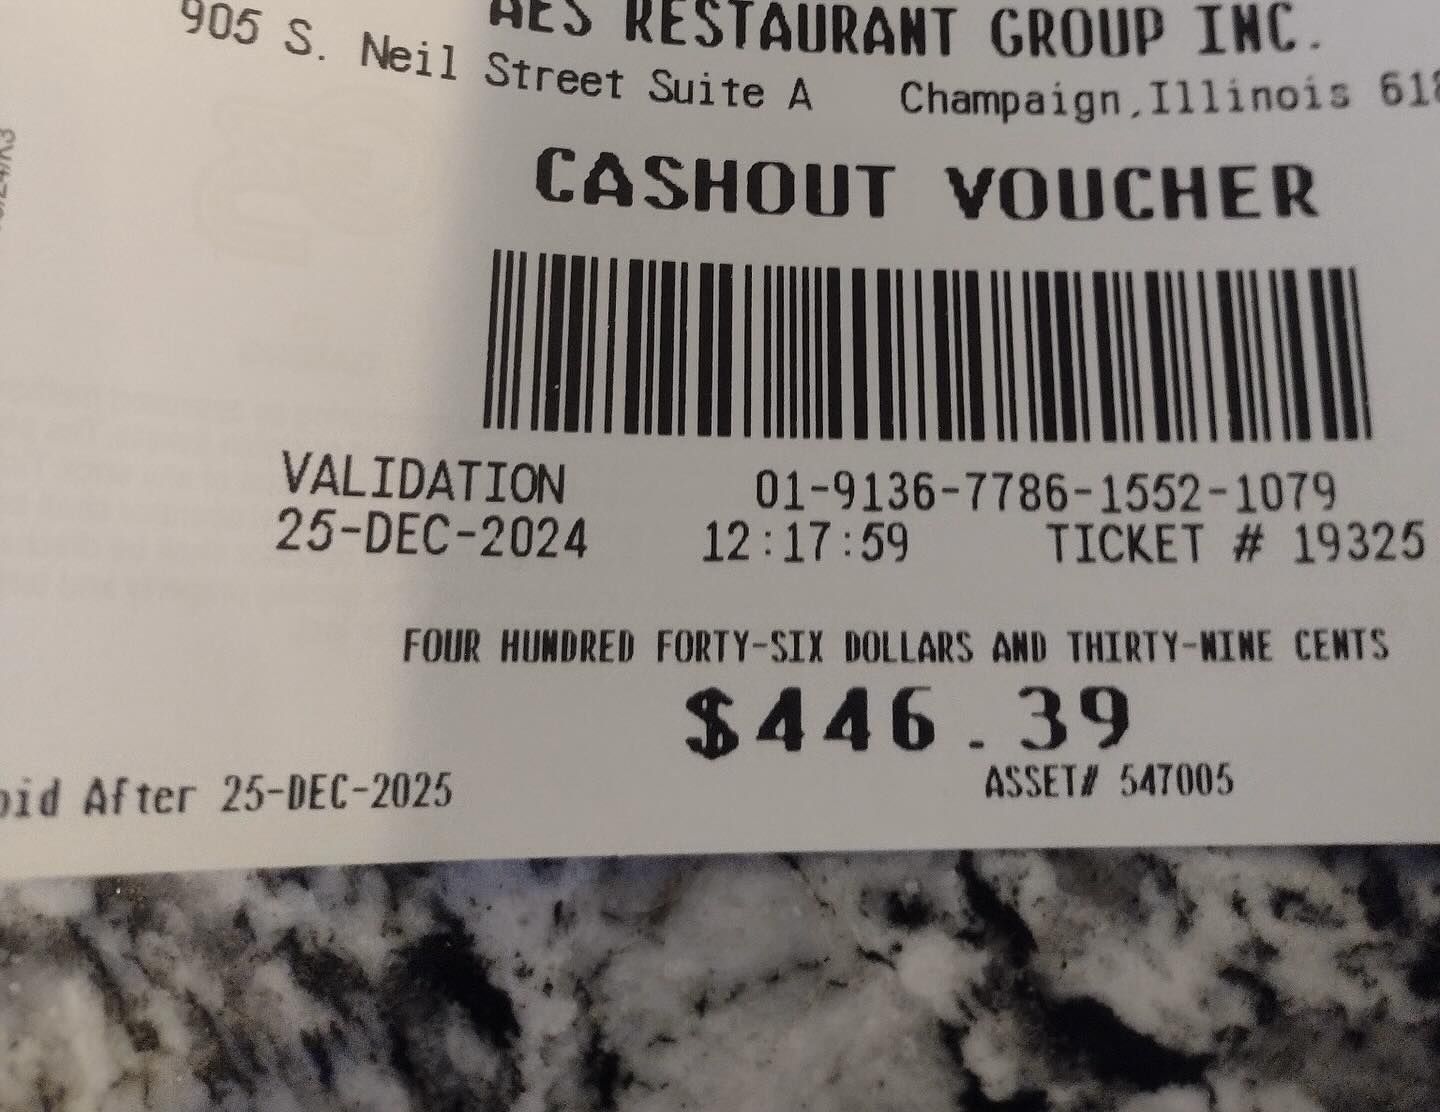 AES RESTAURANT GROUP INC.
905 S. Neil Street Suite A Champaign,Illinois 618
CASHOUT VOUCHER
VALIDATION 01-9136-7786-1552-1079
25-DEC-2024 12:17:59 TICKET # 19325
FOUR HUNDRED FORTY-SIX DOLLARS AND THIRTY-NINE CENTS
$446.39
oid After 25-DEC-2025 ASSET# 547005